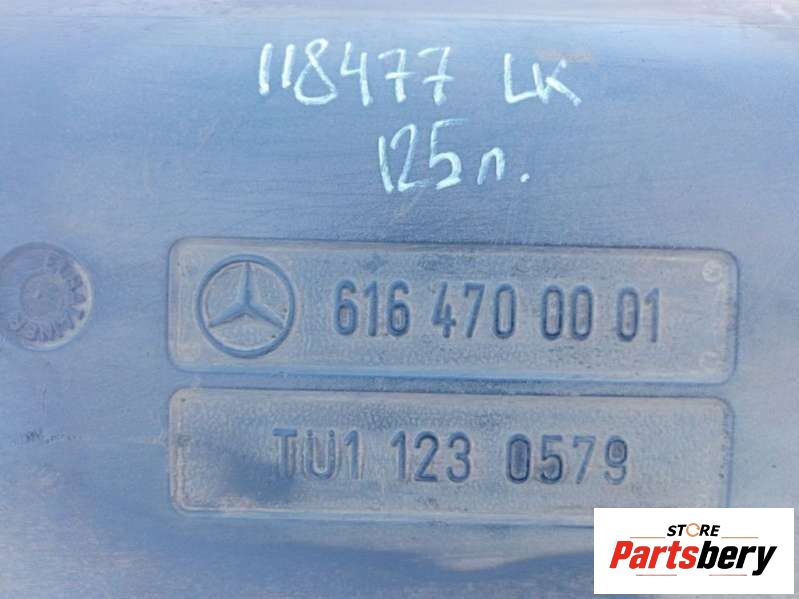 118477 LK
125л.
616 470 00 01
TU1 123 0579
STORE
Partsbery